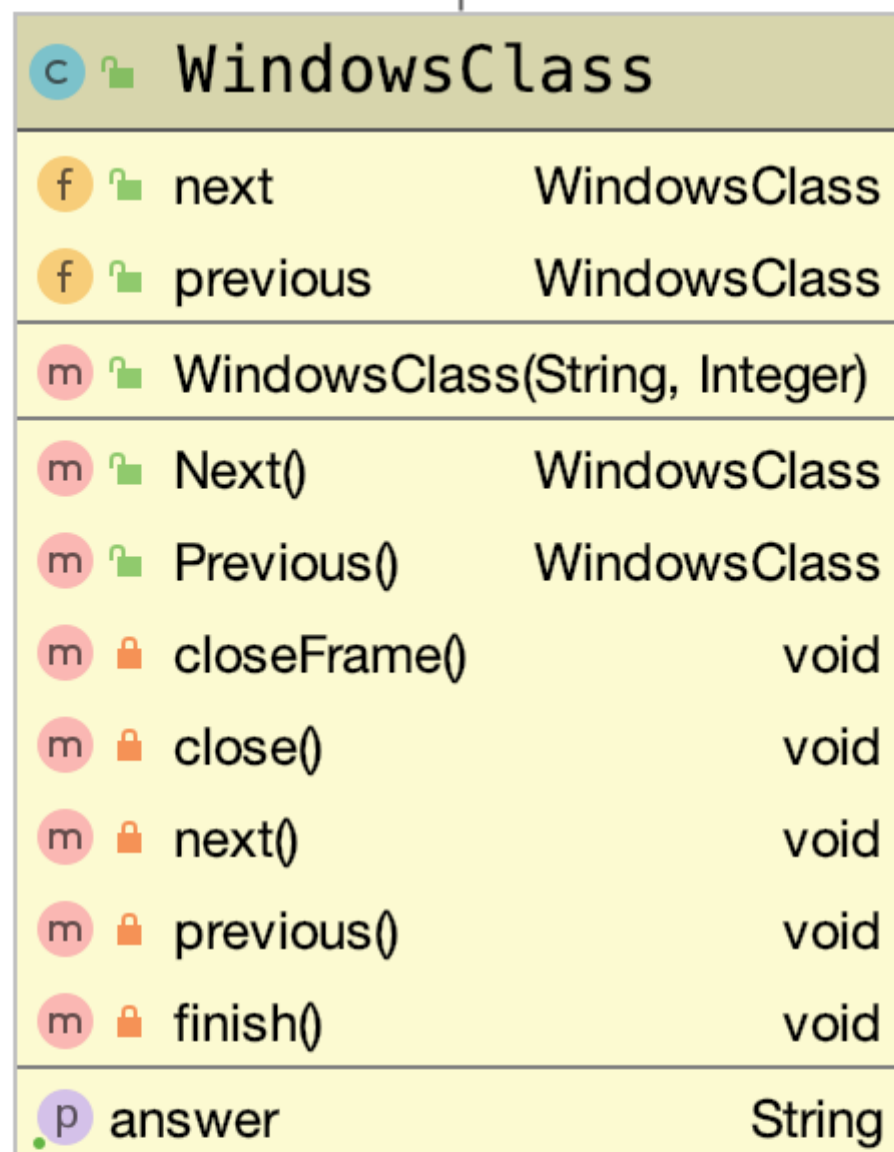 c WindowsClass
f next WindowsClass
f previous WindowsClass
m WindowsClass(String, Integer)
m Next() WindowsClass
m Previous() WindowsClass
m closeFrame() void
m close() void
m next() void
m previous() void
m finish() void
p answer String